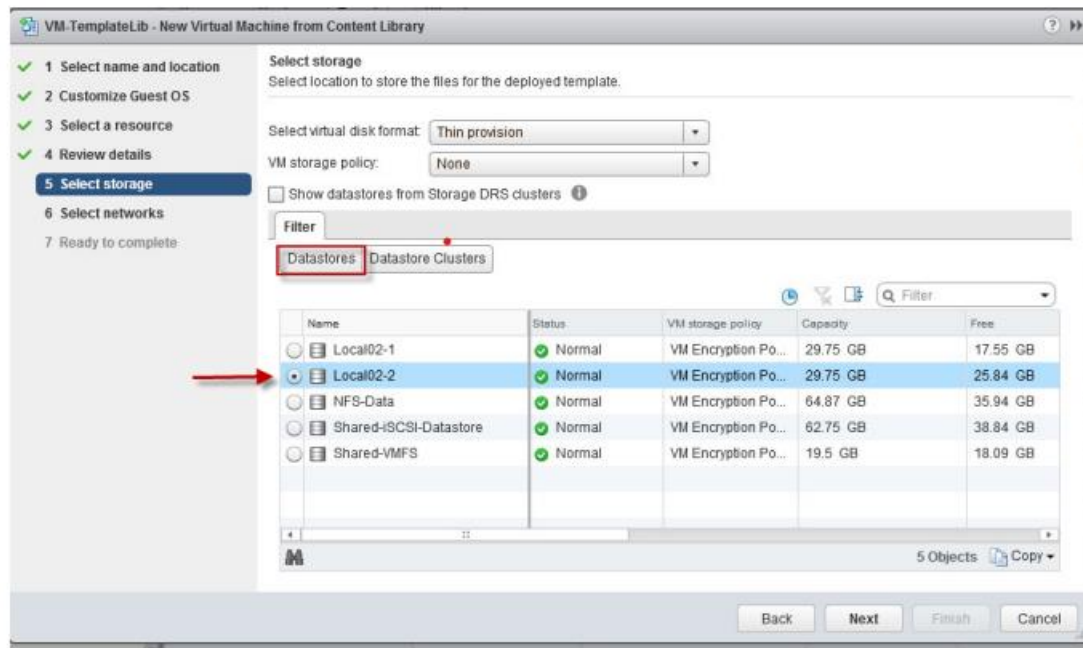 VM-TemplateLib - New Virtual Machine from Content Library
1 Select name and location
2 Customize Guest OS
3 Select a resource
4 Review details
5 Select storage
6 Select networks
7 Ready to complete
Select storage
Select location to store the files for the deployed template.
Select virtual disk format: Thin provision
VM storage policy: None
Show datastores from Storage DRS clusters
Filter
Datastores Datastore Clusters
Filter
Name Status VM storage policy Capacity Free
Local02-1 Normal VM Encryption Po... 29.75 GB 17.55 GB
Local02-2 Normal VM Encryption Po... 29.75 GB 25.84 GB
NFS-Data Normal VM Encryption Po... 64.87 GB 35.94 GB
Shared-iSCSI-Datastore Normal VM Encryption Po... 62.75 GB 38.84 GB
Shared-VMFS Normal VM Encryption Po... 19.5 GB 18.09 GB
5 Objects Copy
Back Next Finish Cancel